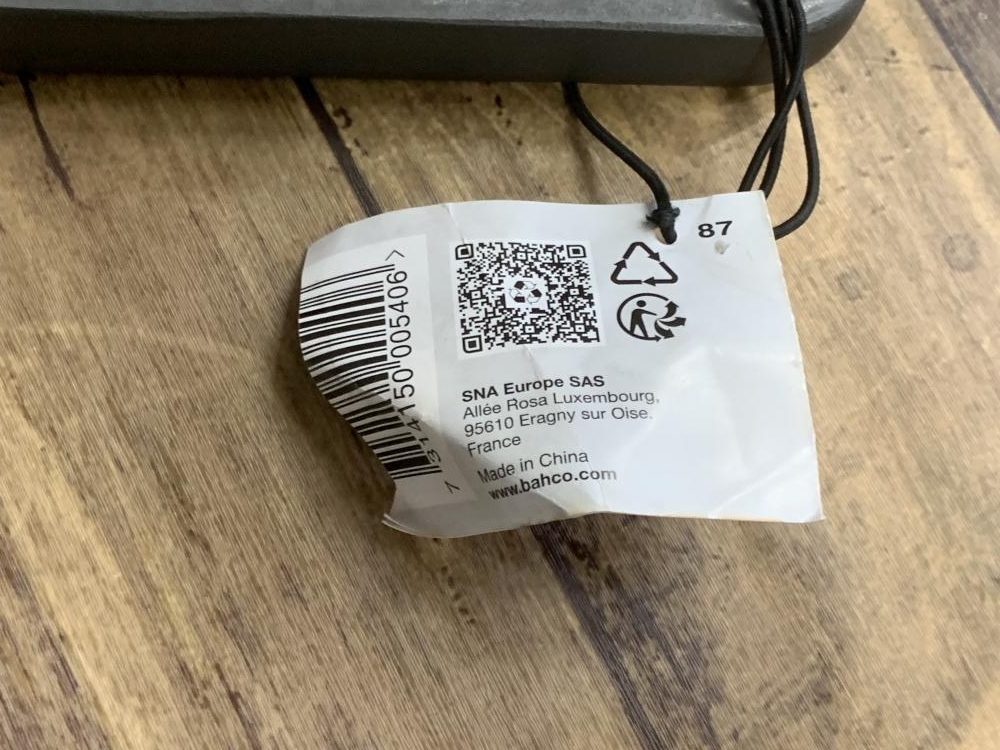 87
7 314150 005406 >
SNA Europe SAS
Allée Rosa Luxembourg,
95610 Eragny sur Oise.
France
Made in China
www.bahco.com